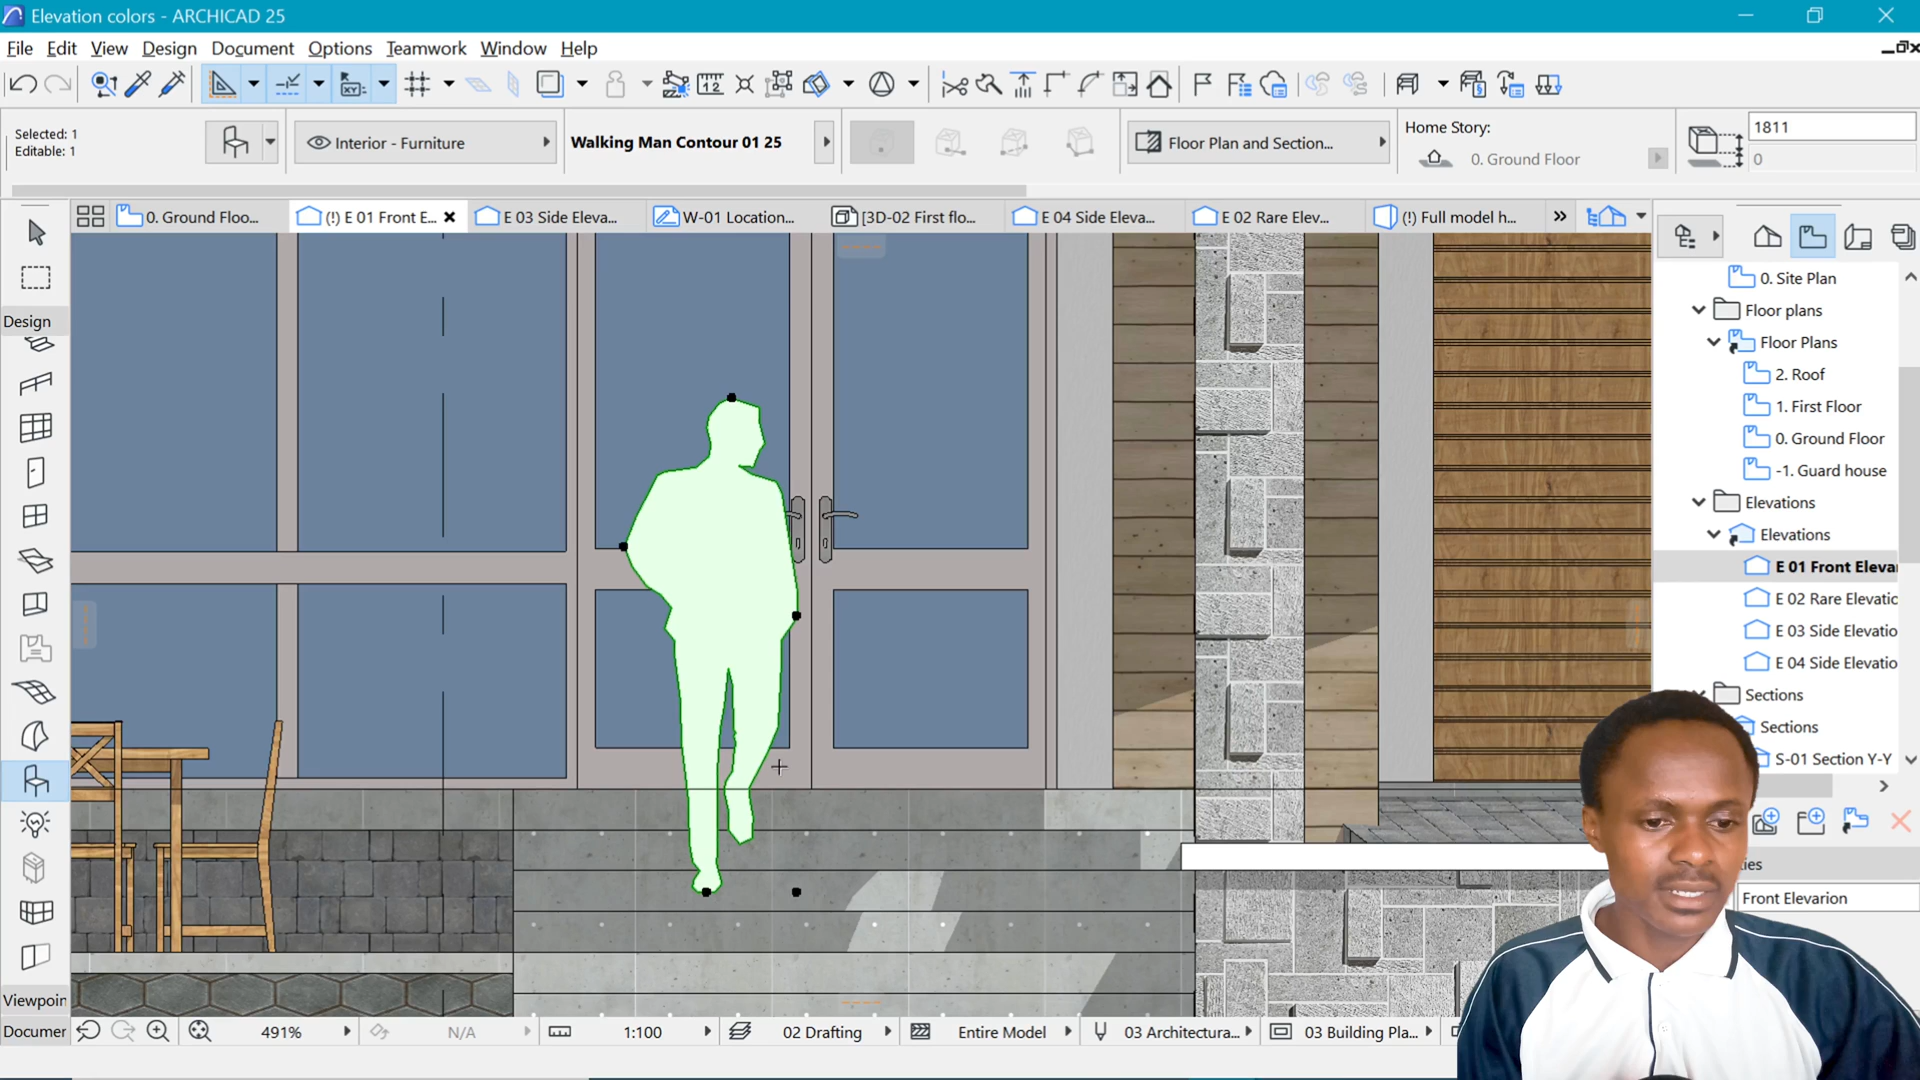 Elevation colors - ARCHICAD 25
File Edit View Design Document Options Teamwork Window Help
Selected: 1
Editable: 1
Interior - Furniture
Walking Man Contour 01 25
Floor Plan and Section...
Home Story:
0. Ground Floor
1811
0
0. Ground Floo...
(!) E 01 Front E...
E 03 Side Eleva...
W-01 Location...
[3D-02 First flo...
E 04 Side Eleva...
E 02 Rare Elev...
(!) Full model h...
Design
0. Site Plan
Floor plans
Floor Plans
2. Roof
1. First Floor
0. Ground Floor
-1. Guard house
Elevations
Elevations
E 01 Front Eleva
E 02 Rare Elevatic
E 03 Side Elevatio
E 04 Side Elevatio
Sections
Sections
S-01 Section Y-Y
ies
Front Elevarion
Viewpoin
Documer
491%
N/A
1:100
02 Drafting
Entire Model
03 Architectura...
03 Building Pla...